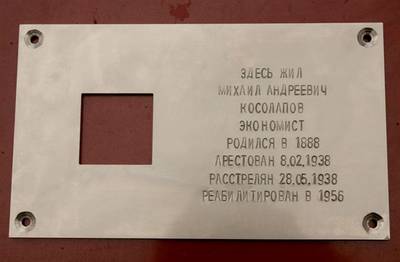 ЗДЕСЬ ЖИЛ
МИХАИЛ АНДРЕЕВИЧ
КОСОЛАПОВ
ЭКОНОМИСТ
РОДИЛСЯ В 1888
АРЕСТОВАН 8.02.1938
РАССТРЕЛЯН 28.05.1938
РЕАБИЛИТИРОВАН В 1956